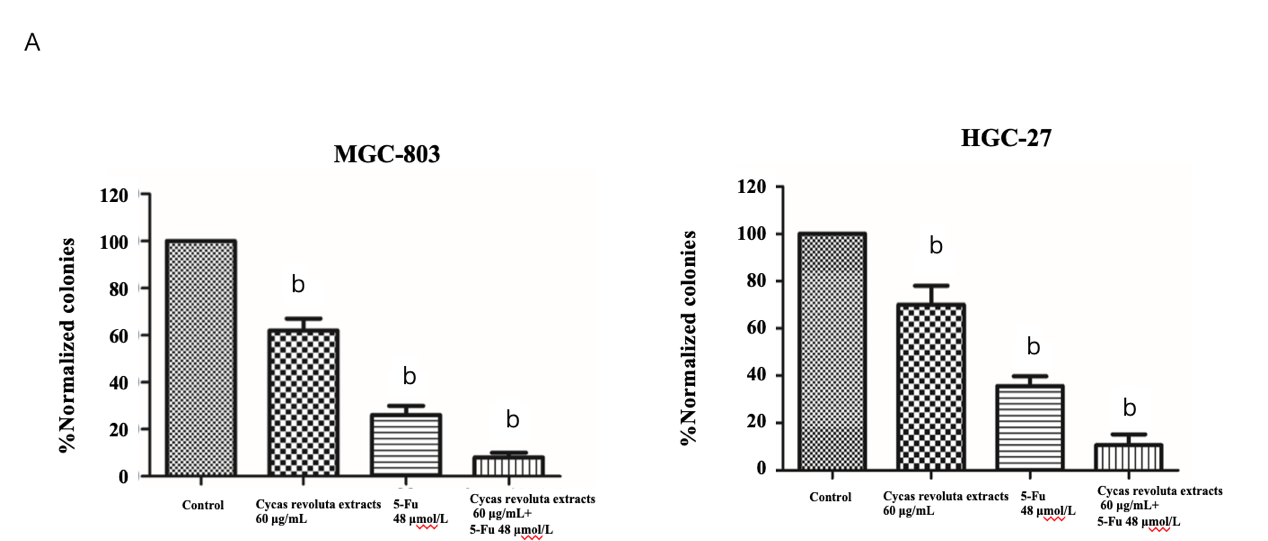 A
MGC-803
%Normalized colonies
120
100
80
60
40
20
0
b
b
b
Control
Cycas revoluta extracts
60 µg/mL
5-Fu
48 µmol/L
Cycas revoluta extracts
60 µg/mL+
5-Fu 48 µmol/L
HGC-27
%Normalized colonies
120
100
80
60
40
20
0
b
b
b
Control
Cycas revoluta extracts
60 µg/mL
5-Fu
48 µmol/L
Cycas revoluta extracts
60 µg/mL+
5-Fu 48 µmol/L